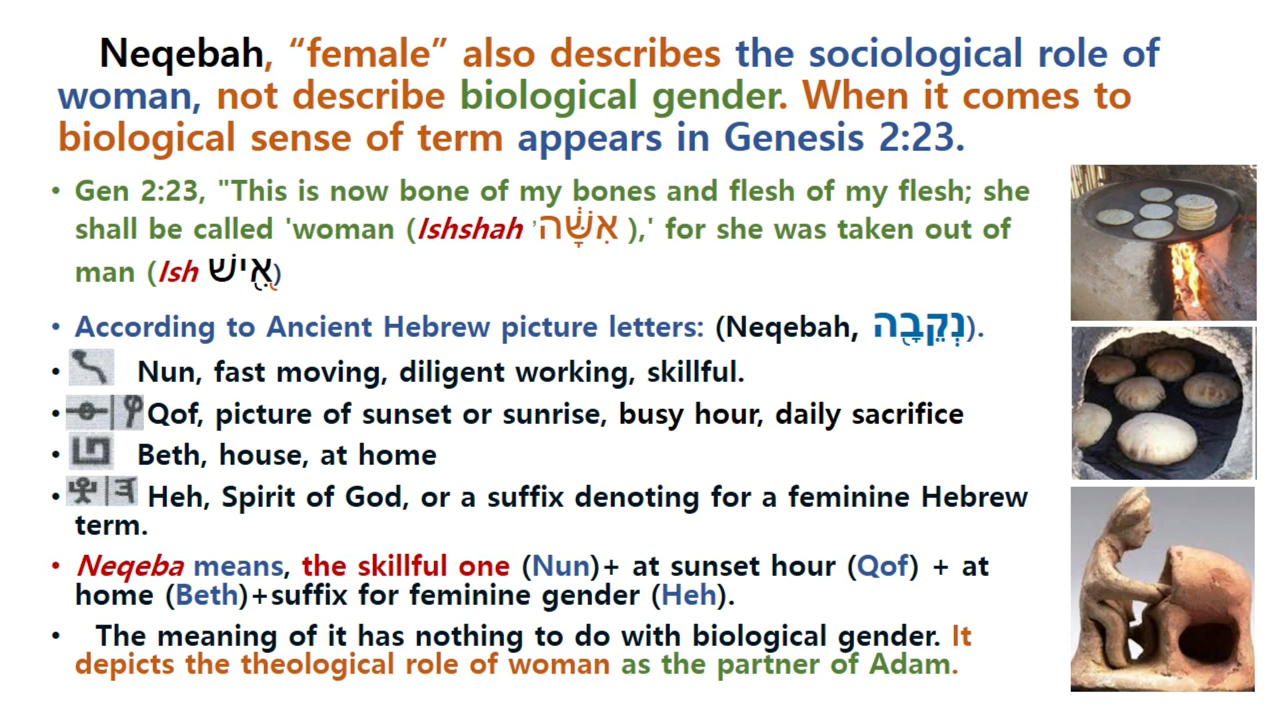 Neqebah, “female” also describes the sociological role of
woman, not describe biological gender. When it comes to
biological sense of term appears in Genesis 2:23.
• Gen 2:23, "This is now bone of my bones and flesh of my flesh; she
shall be called 'woman (Ishshah ’אִשָּׁ֔ה ),' for she was taken out of
man (Ish אִ֖ישׁ)
• According to Ancient Hebrew picture letters: (Neqebah, נְקֵבָ֖ה).
• Nun, fast moving, diligent working, skillful.
• Qof, picture of sunset or sunrise, busy hour, daily sacrifice
• Beth, house, at home
• Heh, Spirit of God, or a suffix denoting for a feminine Hebrew
term.
• Neqeba means, the skillful one (Nun)+ at sunset hour (Qof) + at
home (Beth)+suffix for feminine gender (Heh).
• The meaning of it has nothing to do with biological gender. It
depicts the theological role of woman as the partner of Adam.